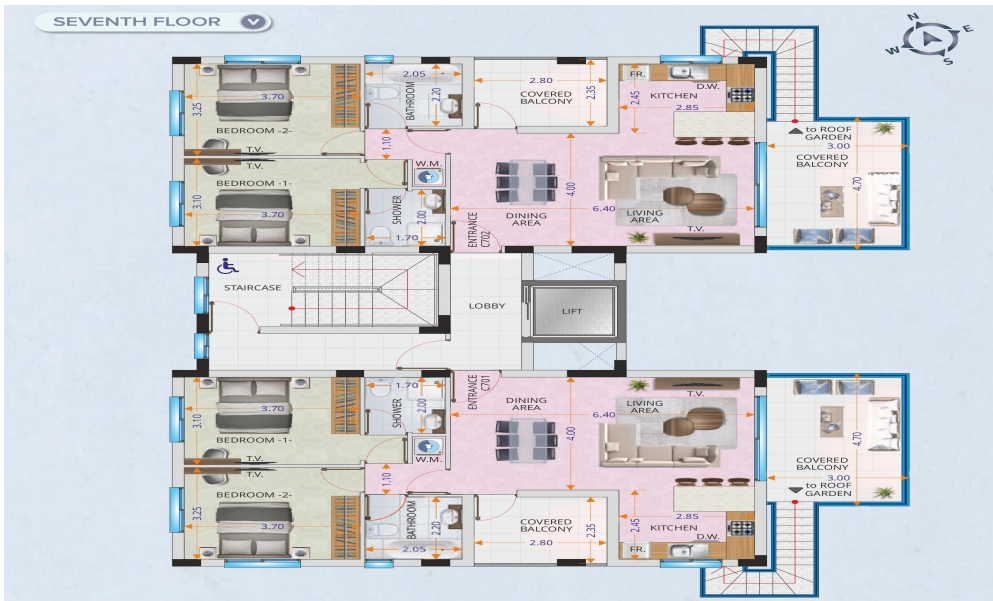 SEVENTH FLOOR
N
E
W
S
2.05
2.20
BATHROOM
2.80
2.35
COVERED
BALCONY
FR.
D.W.
2.45
KITCHEN
2.85
3.70
3.25
BEDROOM -2-
T.V.
1.10
W.M.
to ROOF
GARDEN
3.00
COVERED
BALCONY
4.70
T.V.
3.10
BEDROOM -1-
3.70
SHOWER
2.00
1.70
ENTRANCE
C702
DINING
AREA
4.00
6.40
LIVING
AREA
T.V.
STAIRCASE
LOBBY
LIFT
3.10
3.70
BEDROOM -1-
T.V.
1.70
SHOWER
2.00
ENTRANCE
C701
DINING
AREA
4.00
6.40
LIVING
AREA
T.V.
W.M.
1.10
4.70
COVERED
BALCONY
3.00
to ROOF
GARDEN
T.V.
BEDROOM -2-
3.25
3.70
BATHROOM
2.20
2.05
COVERED
BALCONY
2.35
2.80
2.85
2.45
KITCHEN
D.W.
FR.